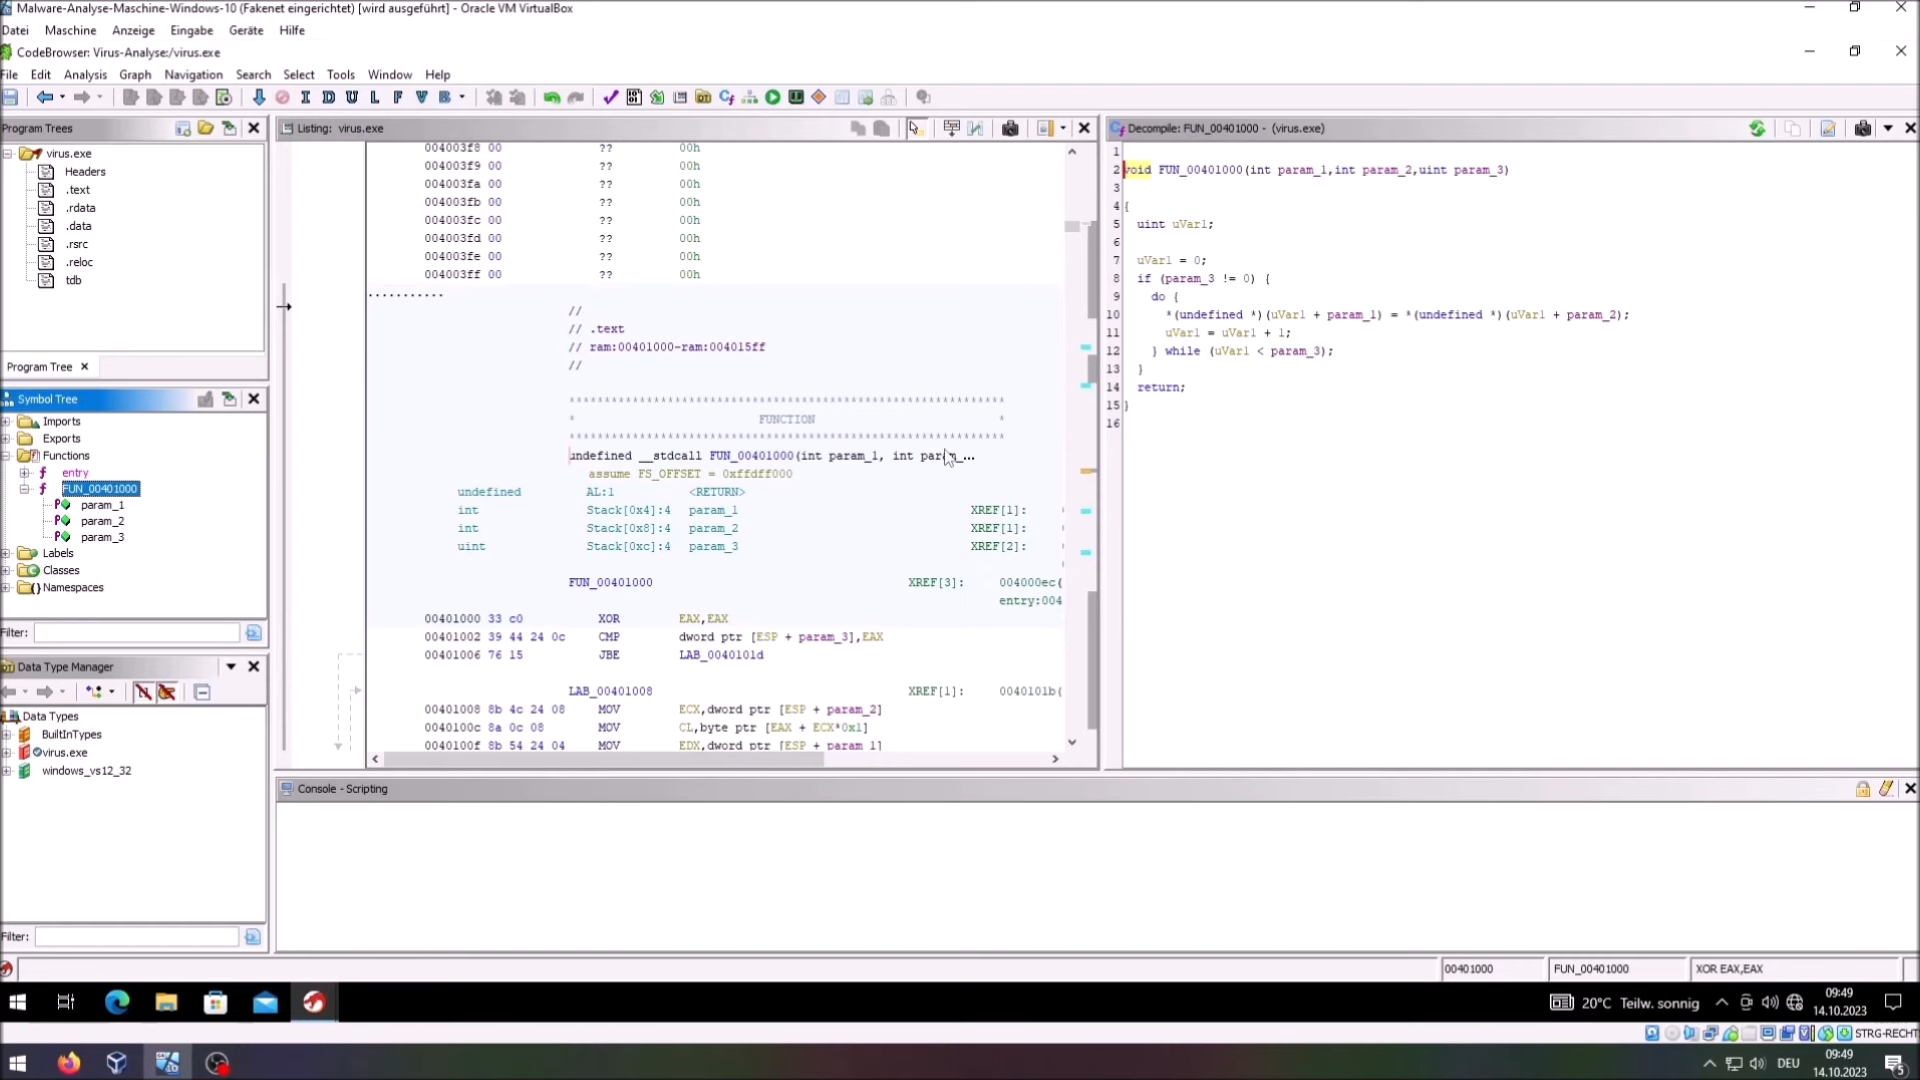 Malware-Analyse-Maschine-Windows-10 (Fakenet eingerichtet) [wird ausgeführt] - Oracle VM VirtualBox
Datei Maschine Anzeige Eingabe Geräte Hilfe
CodeBrowser: Virus-Analyse:/virus.exe
File Edit Analysis Graph Navigation Search Select Tools Window Help
I D U L F V B
Program Trees
virus.exe
Headers
.text
.rdata
.data
.rsrc
.reloc
tdb
Program Tree
Symbol Tree
Imports
Exports
Functions
entry
FUN_00401000
param_1
param_2
param_3
Labels
Classes
Namespaces
Filter:
Data Type Manager
Data Types
BuiltInTypes
virus.exe
windows_vs12_32
Filter:
Listing: virus.exe
004003f8 00 ?? 00h
004003f9 00 ?? 00h
004003fa 00 ?? 00h
004003fb 00 ?? 00h
004003fc 00 ?? 00h
004003fd 00 ?? 00h
004003fe 00 ?? 00h
004003ff 00 ?? 00h
//
// .text
// ram:00401000-ram:004015ff
//
* FUNCTION *
undefined __stdcall FUN_00401000(int param_1, int param_...
assume FS_OFFSET = 0xffdff000
undefined AL:1 <RETURN>
int Stack[0x4]:4 param_1 XREF[1]:
int Stack[0x8]:4 param_2 XREF[1]:
uint Stack[0xc]:4 param_3 XREF[2]:
FUN_00401000 XREF[3]: 004000ec(
entry:004
00401000 33 c0 XOR EAX,EAX
00401002 39 44 24 0c CMP dword ptr [ESP + param_3],EAX
00401006 76 15 JBE LAB_0040101d
LAB_00401008 XREF[1]: 0040101b(
00401008 8b 4c 24 08 MOV ECX,dword ptr [ESP + param_2]
0040100c 8a 0c 08 MOV CL,byte ptr [EAX + ECX*0x1]
0040100f 8b 54 24 04 MOV EDX,dword ptr [ESP + param_1]
Decompile: FUN_00401000 - (virus.exe)
1
2 void FUN_00401000(int param_1,int param_2,uint param_3)
3
4 {
5 uint uVar1;
6
7 uVar1 = 0;
8 if (param_3 != 0) {
9 do {
10 *(undefined *)(uVar1 + param_1) = *(undefined *)(uVar1 + param_2);
11 uVar1 = uVar1 + 1;
12 } while (uVar1 < param_3);
13 }
14 return;
15 }
16
Console - Scripting
00401000 FUN_00401000 XOR EAX,EAX
20°C Teilw. sonnig
09:49
14.10.2023
STRG-RECHT
DEU
09:49
14.10.2023
5